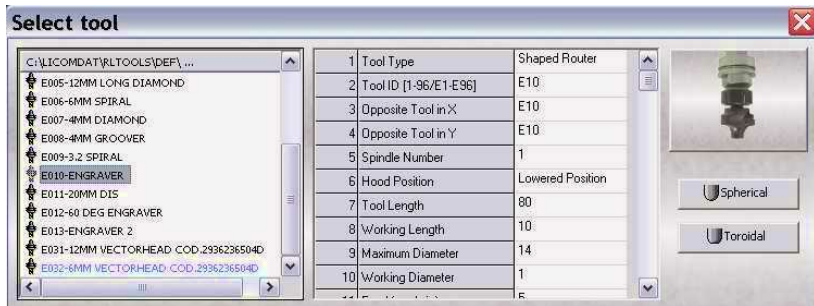 Select tool
C:\LICOMDAT\RLTOOLS\DEF\ ...
E005-12MM LONG DIAMOND
E006-6MM SPIRAL
E007-4MM DIAMOND
E008-4MM GROOVER
E009-3.2 SPIRAL
E010-ENGRAVER
E011-20MM DIS
E012-60 DEG ENGRAVER
E013-ENGRAVER 2
E031-12MM VECTORHEAD COD.2936236504D
E032-6MM VECTORHEAD COD.2936236504D
1 Tool Type Shaped Router
2 Tool ID [1-96/E1-E96] E10
3 Opposite Tool in X E10
4 Opposite Tool in Y E10
5 Spindle Number 1
6 Hood Position Lowered Position
7 Tool Length 80
8 Working Length 10
9 Maximum Diameter 14
10 Working Diameter 1
Spherical
Toroidal